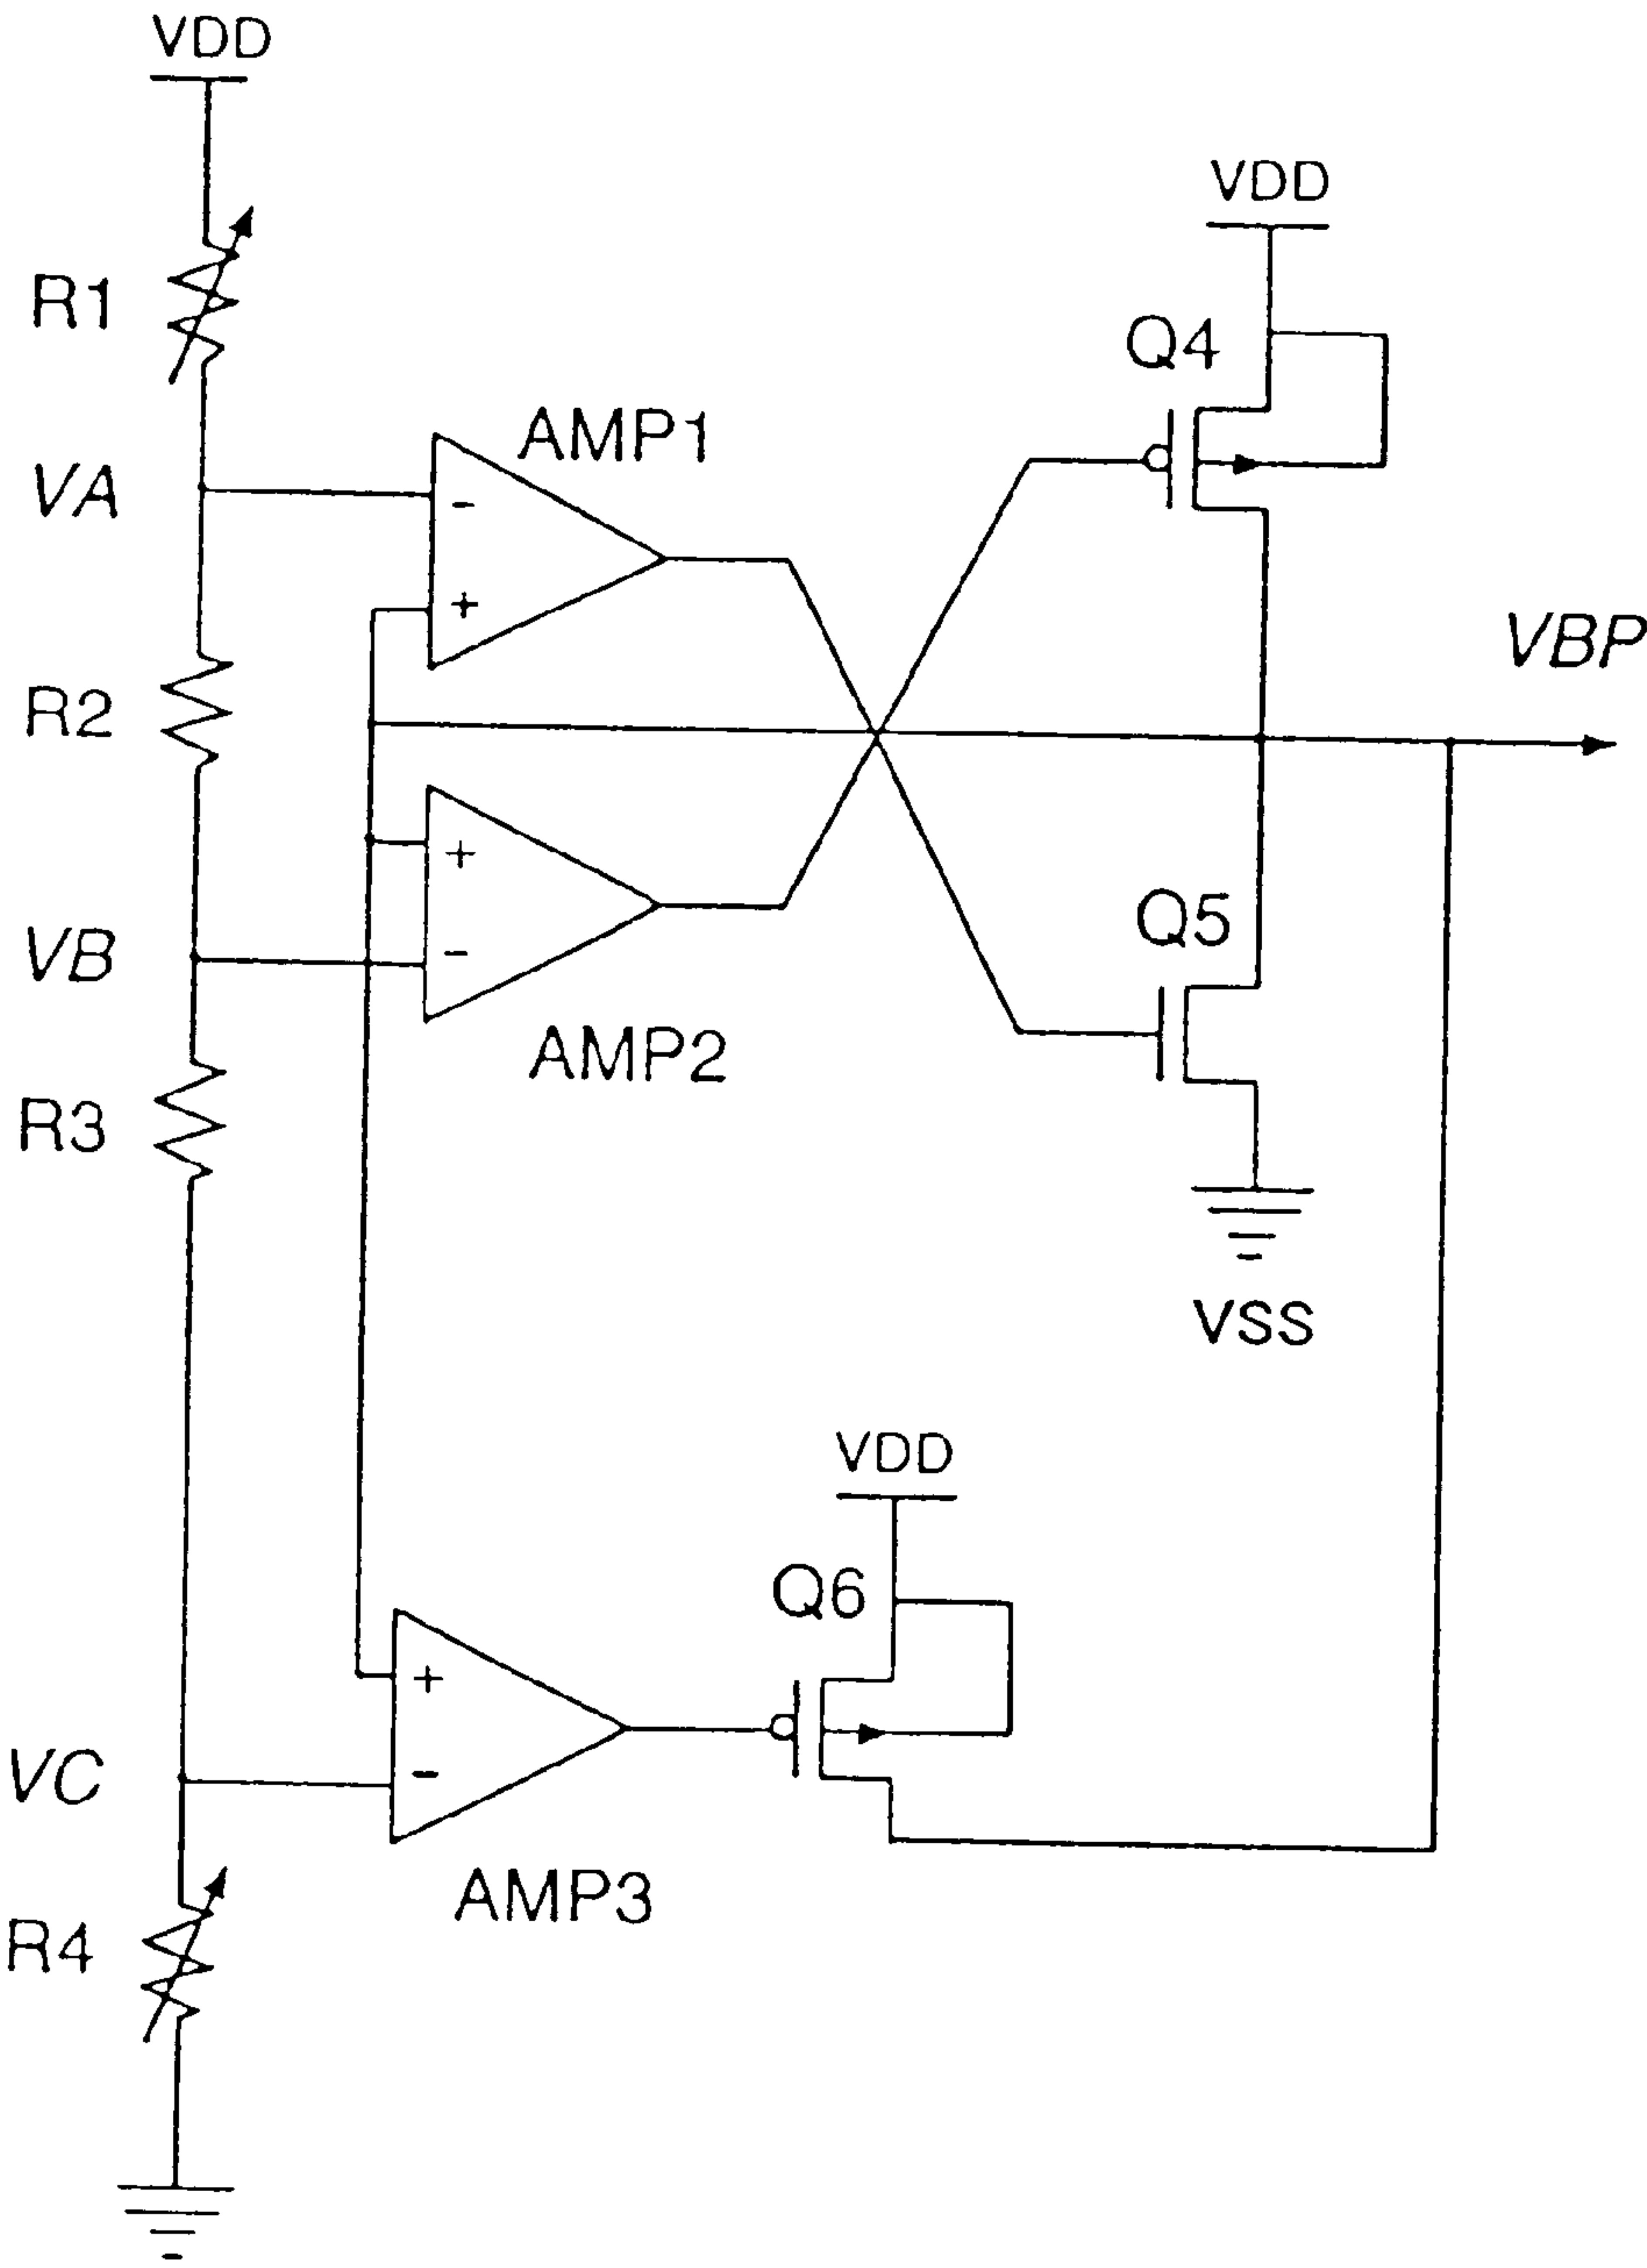 VDD
VDD
R1
Q4
AMP1
VA
-
+
VBP
R2
+
Q5
VB
-
AMP2
R3
VSS
VDD
Q6
+
VC
-
AMP3
R4